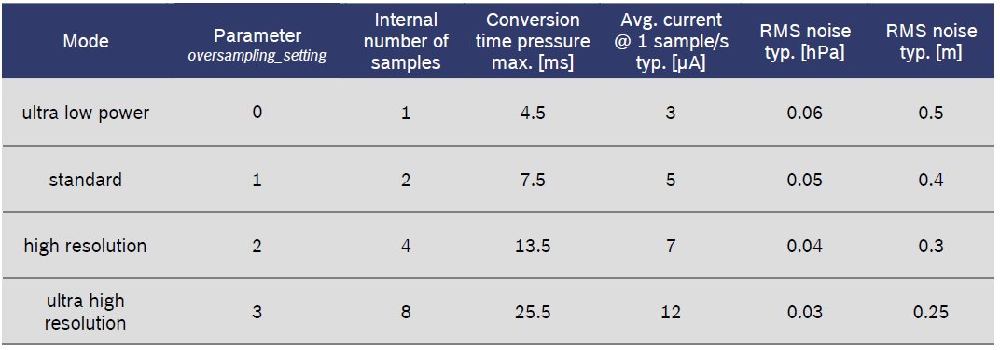 Mode
Parameter
oversampling_setting
Internal
number of
samples
Conversion
time pressure
max. [ms]
Avg. current
@ 1 sample/s
typ. [µA]
RMS noise
typ. [hPa]
RMS noise
typ. [m]
ultra low power 0 1 4.5 3 0.06 0.5
standard 1 2 7.5 5 0.05 0.4
high resolution 2 4 13.5 7 0.04 0.3
ultra high
resolution 3 8 25.5 12 0.03 0.25